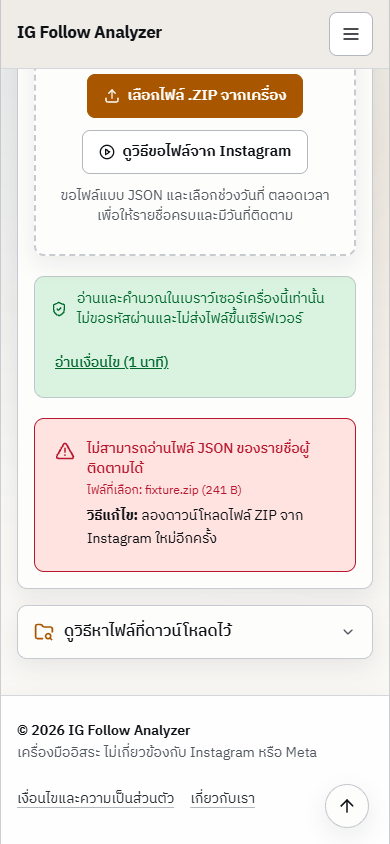 IG Follow Analyzer
เลือกไฟล์ .ZIP จากเครื่อง
ดูวิธีขอไฟล์จาก Instagram
ขอไฟล์แบบ JSON และเลือกช่วงวันที่ ตลอดเวลา
เพื่อให้รายชื่อครบและมีวันที่ติดตาม
อ่านและคำนวณในเบราว์เซอร์เครื่องนี้เท่านั้น
ไม่ขอรหัสผ่านและไม่ส่งไฟล์ขึ้นเซิร์ฟเวอร์
อ่านเงื่อนไข (1 นาที)
ไม่สามารถอ่านไฟล์ JSON ของรายชื่อผู้
ติดตามได้
ไฟล์ที่เลือก: fixture.zip (241 B)
วิธีแก้ไข: ลองดาวน์โหลดไฟล์ ZIP จาก
Instagram ใหม่อีกครั้ง
ดูวิธีหาไฟล์ที่ดาวน์โหลดไว้
© 2026 IG Follow Analyzer
เครื่องมืออิสระ ไม่เกี่ยวข้องกับ Instagram หรือ Meta
เงื่อนไขและความเป็นส่วนตัว เกี่ยวกับเรา